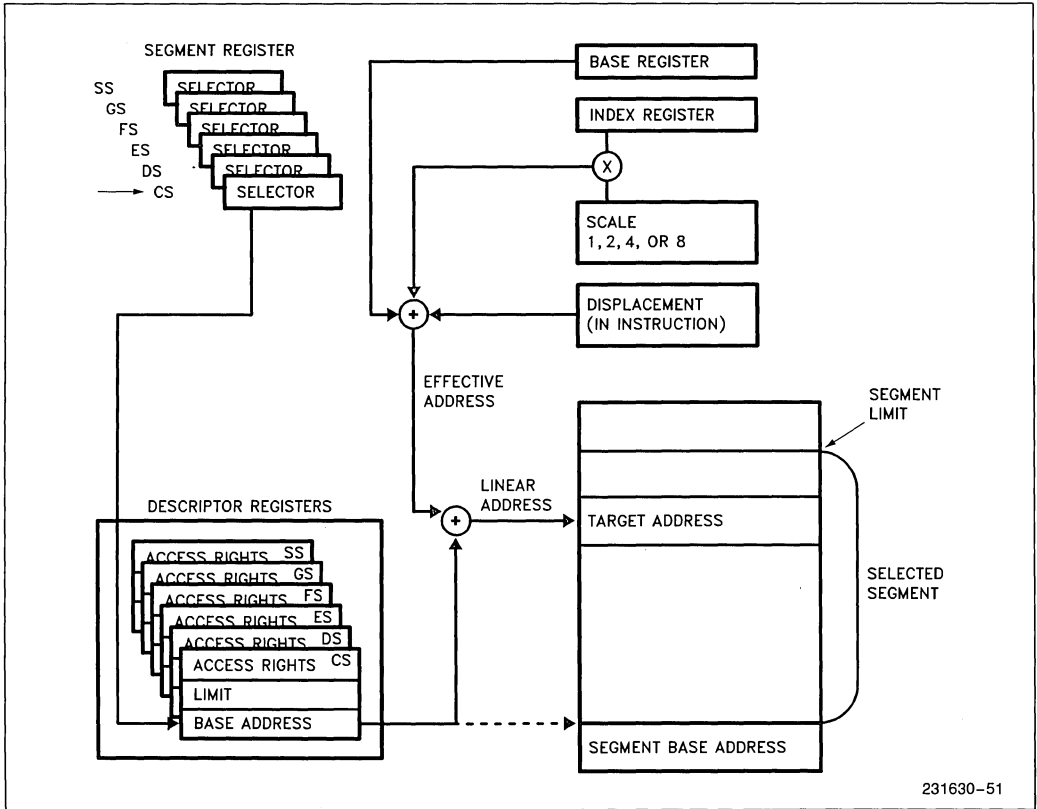 SEGMENT REGISTER
SS
GS
FS
ES
DS
CS
SELECTOR
SELECTOR
SELECTOR
SELECTOR
SELECTOR
SELECTOR
BASE REGISTER
INDEX REGISTER
X
SCALE
1, 2, 4, OR 8
DISPLACEMENT
(IN INSTRUCTION)
+
EFFECTIVE
ADDRESS
SEGMENT
LIMIT
LINEAR
ADDRESS
+
TARGET ADDRESS
SELECTED
SEGMENT
SEGMENT BASE ADDRESS
DESCRIPTOR REGISTERS
ACCESS RIGHTS SS
ACCESS RIGHTS GS
ACCESS RIGHTS FS
ACCESS RIGHTS ES
ACCESS RIGHTS DS
ACCESS RIGHTS CS
LIMIT
BASE ADDRESS
231630-51